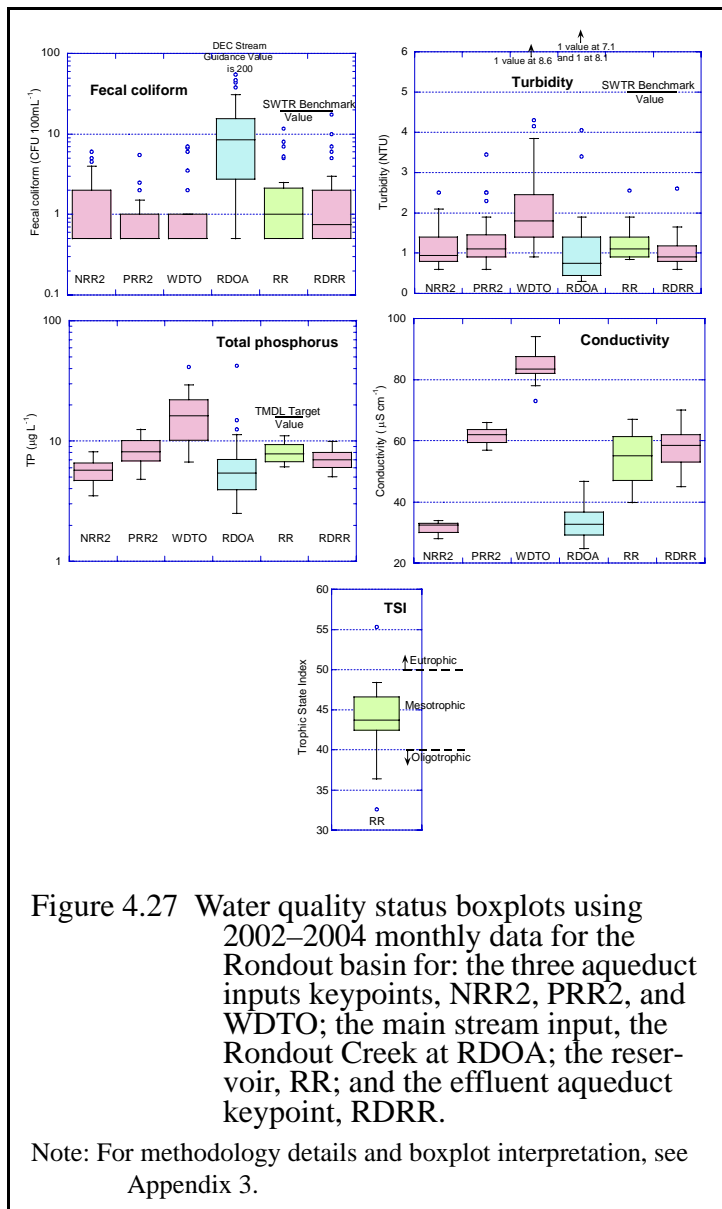 DEC Stream
Guidance Value
is 200
Fecal coliform
SWTR Benchmark
Value
Fecal coliform (CFU 100mL⁻¹)
100
10
1
0.1
NRR2 PRR2 WDTO RDOA RR RDRR
1 value at 8.6
1 value at 7.1
and 1 at 8.1
Turbidity
SWTR Benchmark
Value
Turbidity (NTU)
6
5
4
3
2
1
0
NRR2 PRR2 WDTO RDOA RR RDRR
Total phosphorus
TMDL Target
Value
TP (µg L⁻¹)
100
10
1
NRR2 PRR2 WDTO RDOA RR RDRR
Conductivity
Conductivity (µS cm⁻¹)
100
80
60
40
20
NRR2 PRR2 WDTO RDOA RR RDRR
TSI
Trophic State Index
60
55
50
45
40
35
30
Eutrophic
Mesotrophic
Oligotrophic
RR
Figure 4.27 Water quality status boxplots using
2002–2004 monthly data for the
Rondout basin for: the three aqueduct
inputs keypoints, NRR2, PRR2, and
WDTO; the main stream input, the
Rondout Creek at RDOA; the reser-
voir, RR; and the effluent aqueduct
keypoint, RDRR.
Note: For methodology details and boxplot interpretation, see
Appendix 3.